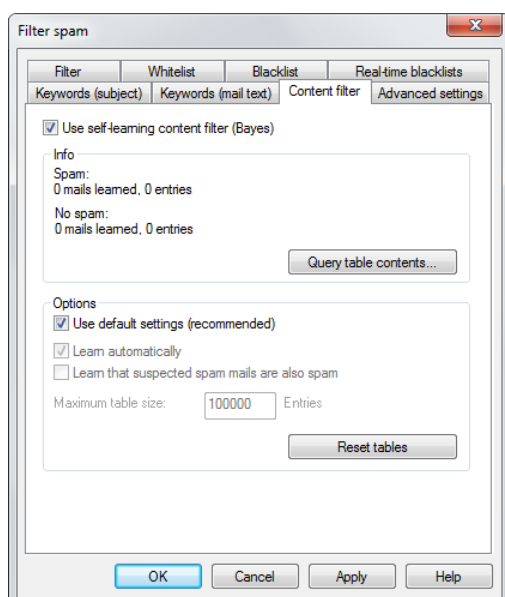 Filter spam
Filter Whitelist Blacklist Real-time blacklists
Keywords (subject) Keywords (mail text) Content filter Advanced settings
Use self-learning content filter (Bayes)
Info
Spam:
0 mails learned, 0 entries
No spam:
0 mails learned, 0 entries
Query table contents...
Options
Use default settings (recommended)
Learn automatically
Learn that suspected spam mails are also spam
Maximum table size: 100000 Entries
Reset tables
OK Cancel Apply Help